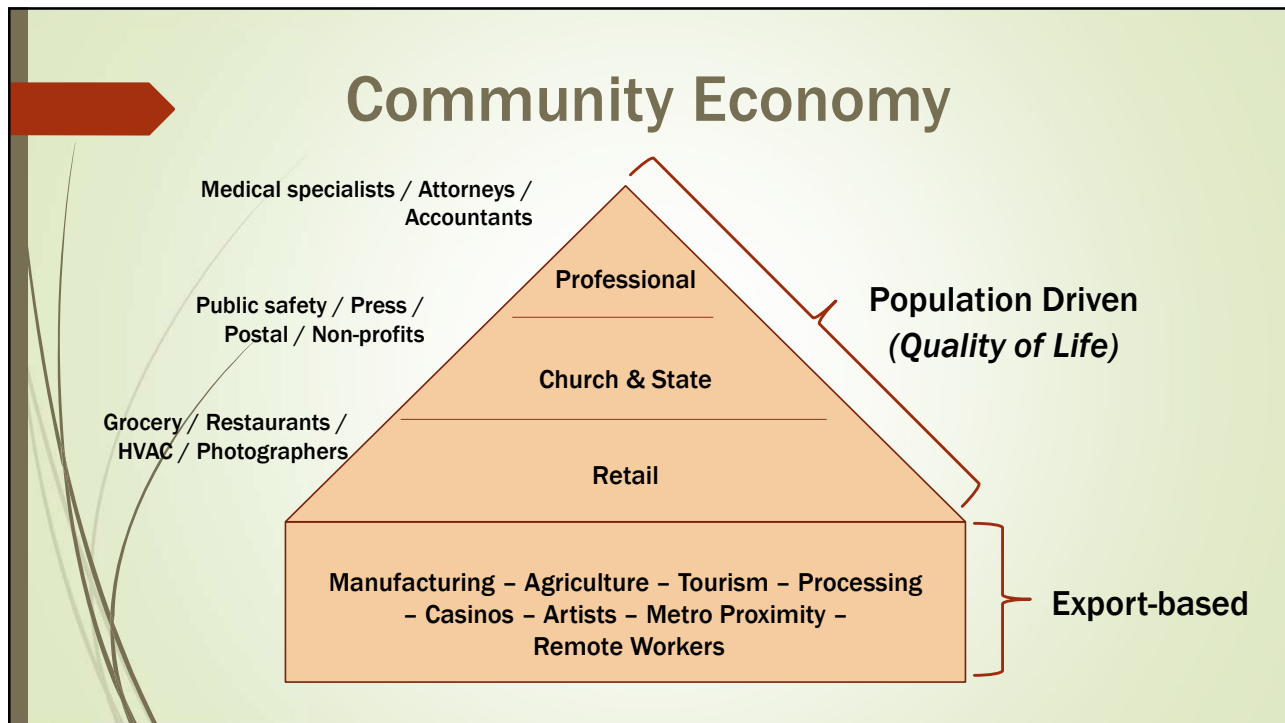 Community Economy
Medical specialists / Attorneys /
Accountants
Professional
Public safety / Press /
Postal / Non-profits
Population Driven
(Quality of Life)
Church & State
Grocery / Restaurants /
HVAC / Photographers
Retail
Manufacturing – Agriculture – Tourism – Processing
– Casinos – Artists – Metro Proximity –
Remote Workers
Export-based